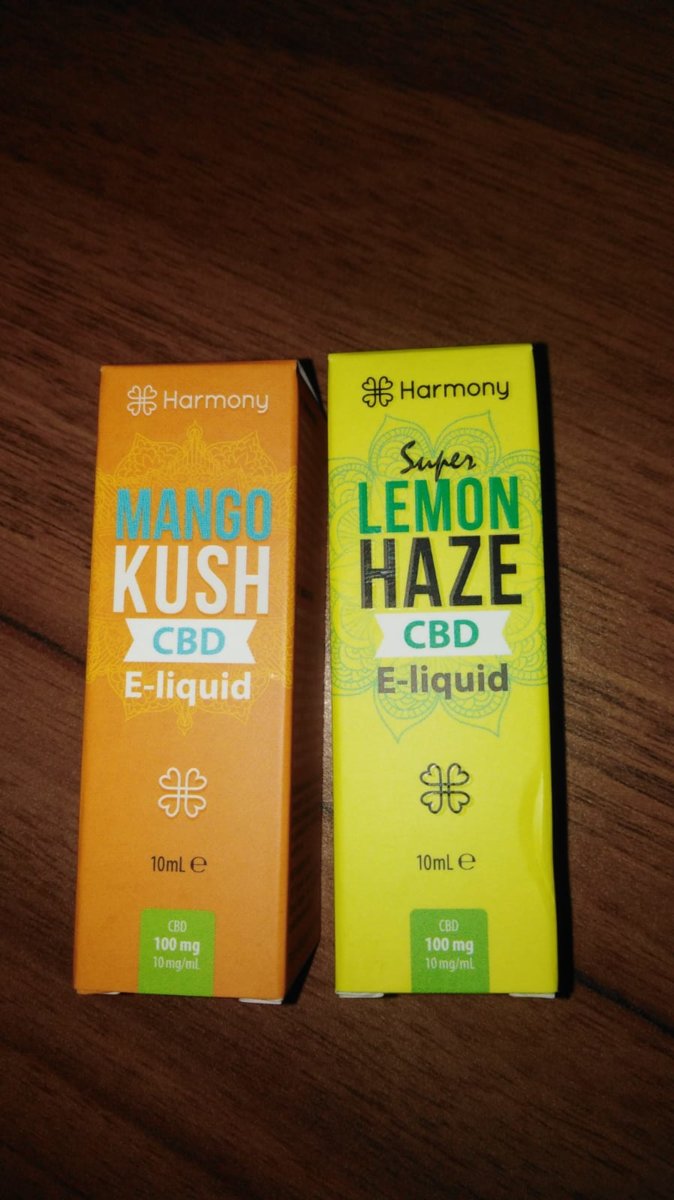 Harmony
MANGO
KUSH
CBD
E-liquid
10mL ℮
CBD
100 mg
10 mg/mL
Harmony
Super
LEMON
HAZE
CBD
E-liquid
10mL ℮
CBD
100 mg
10 mg/mL